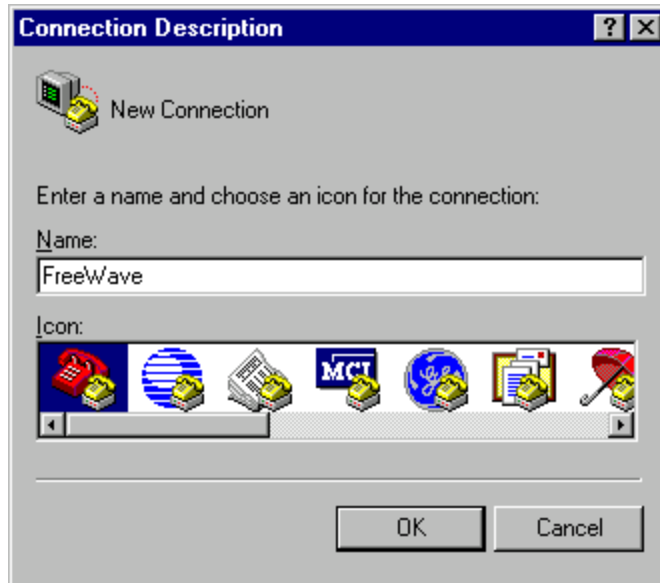 Connection Description
New Connection
Enter a name and choose an icon for the connection:
Name:
FreeWave
Icon:
MCI
OK Cancel